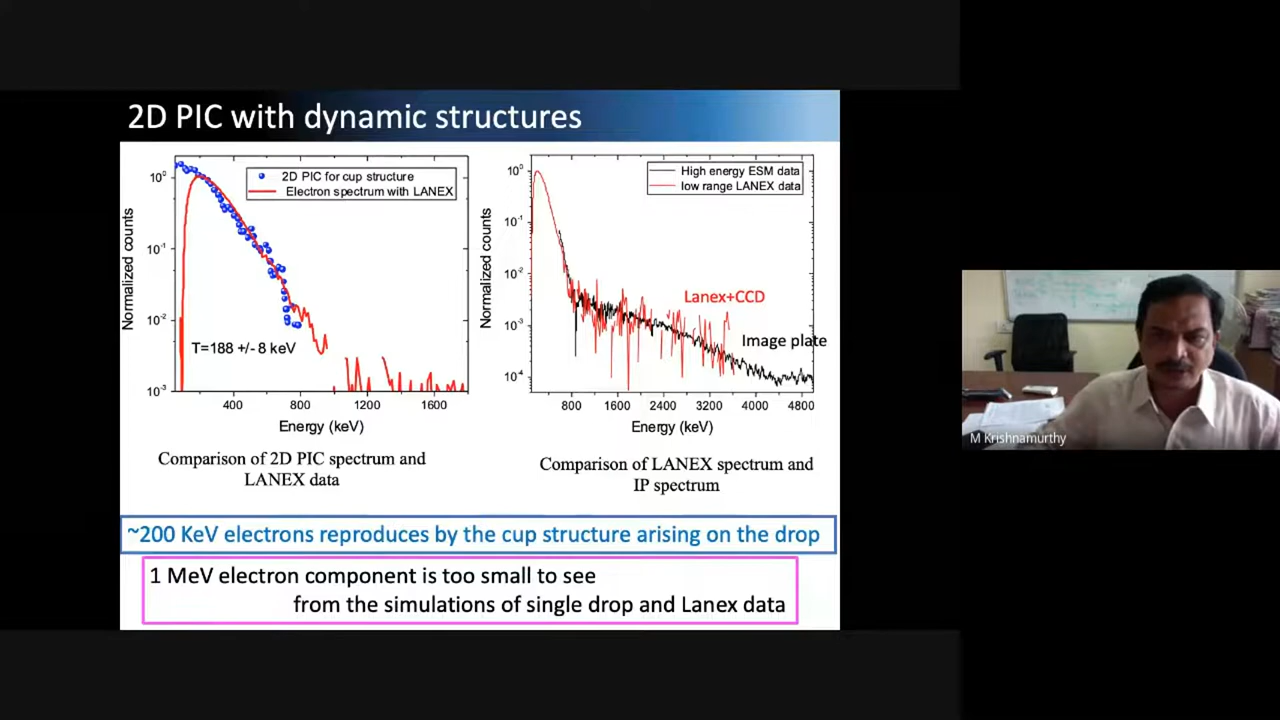 2D PIC with dynamic structures
2D PIC for cup structure
Electron spectrum with LANEX
Normalized counts
10⁰
10⁻¹
10⁻²
10⁻³
T=188 +/- 8 keV
400 800 1200 1600
Energy (keV)
Comparison of 2D PIC spectrum and
LANEX data
High energy ESM data
low range LANEX data
Normalized counts
10⁰
10⁻¹
10⁻²
10⁻³
10⁻⁴
Lanex+CCD
Image plate
800 1600 2400 3200 4000 4800
Energy (keV)
Comparison of LANEX spectrum and
IP spectrum
~200 KeV electrons reproduces by the cup structure arising on the drop
1 MeV electron component is too small to see
from the simulations of single drop and Lanex data
M Krishnamurthy